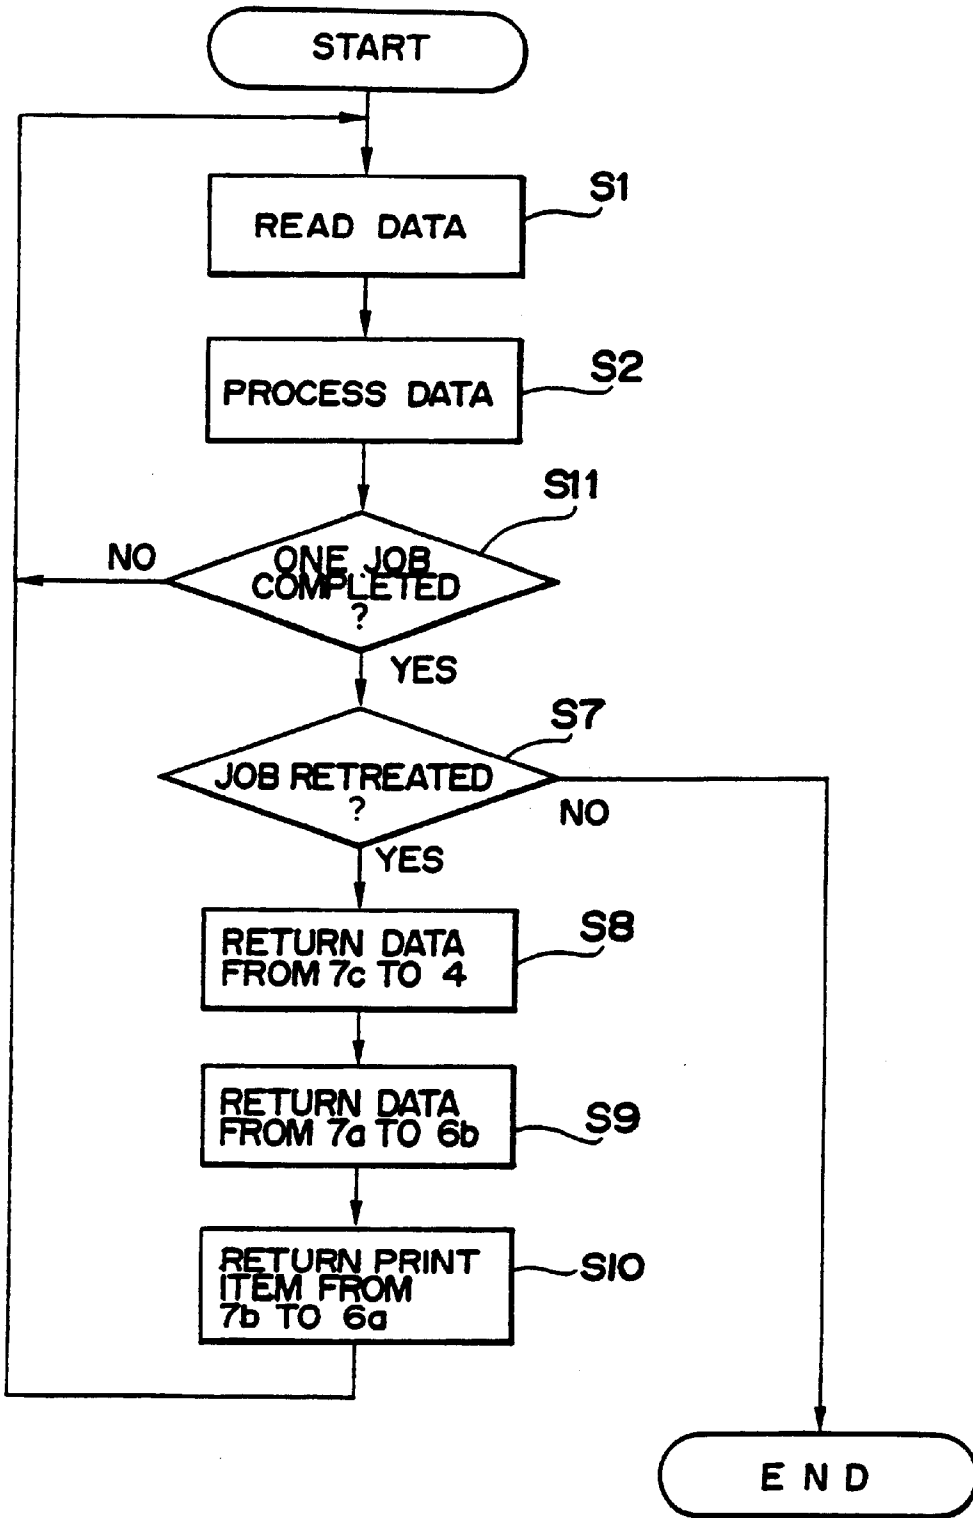 START
S1
READ DATA
S2
PROCESS DATA
S11
NO
ONE JOB
COMPLETED
?
YES
S7
JOB RETREATED
?
NO
YES
S8
RETURN DATA
FROM 7c TO 4
S9
RETURN DATA
FROM 7a TO 6b
S10
RETURN PRINT
ITEM FROM
7b TO 6a
END